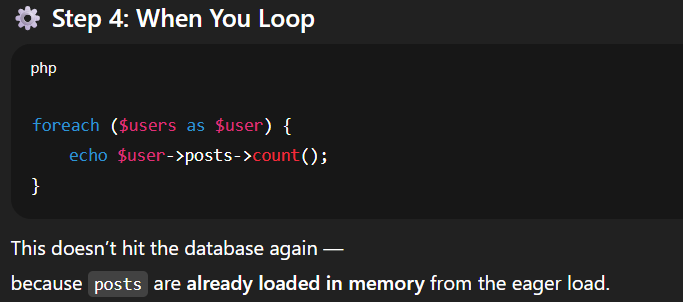 ⚙️ Step 4: When You Loop
php
foreach ($users as $user) {
    echo $user->posts->count();
}
This doesn’t hit the database again —
because posts are already loaded in memory from the eager load.